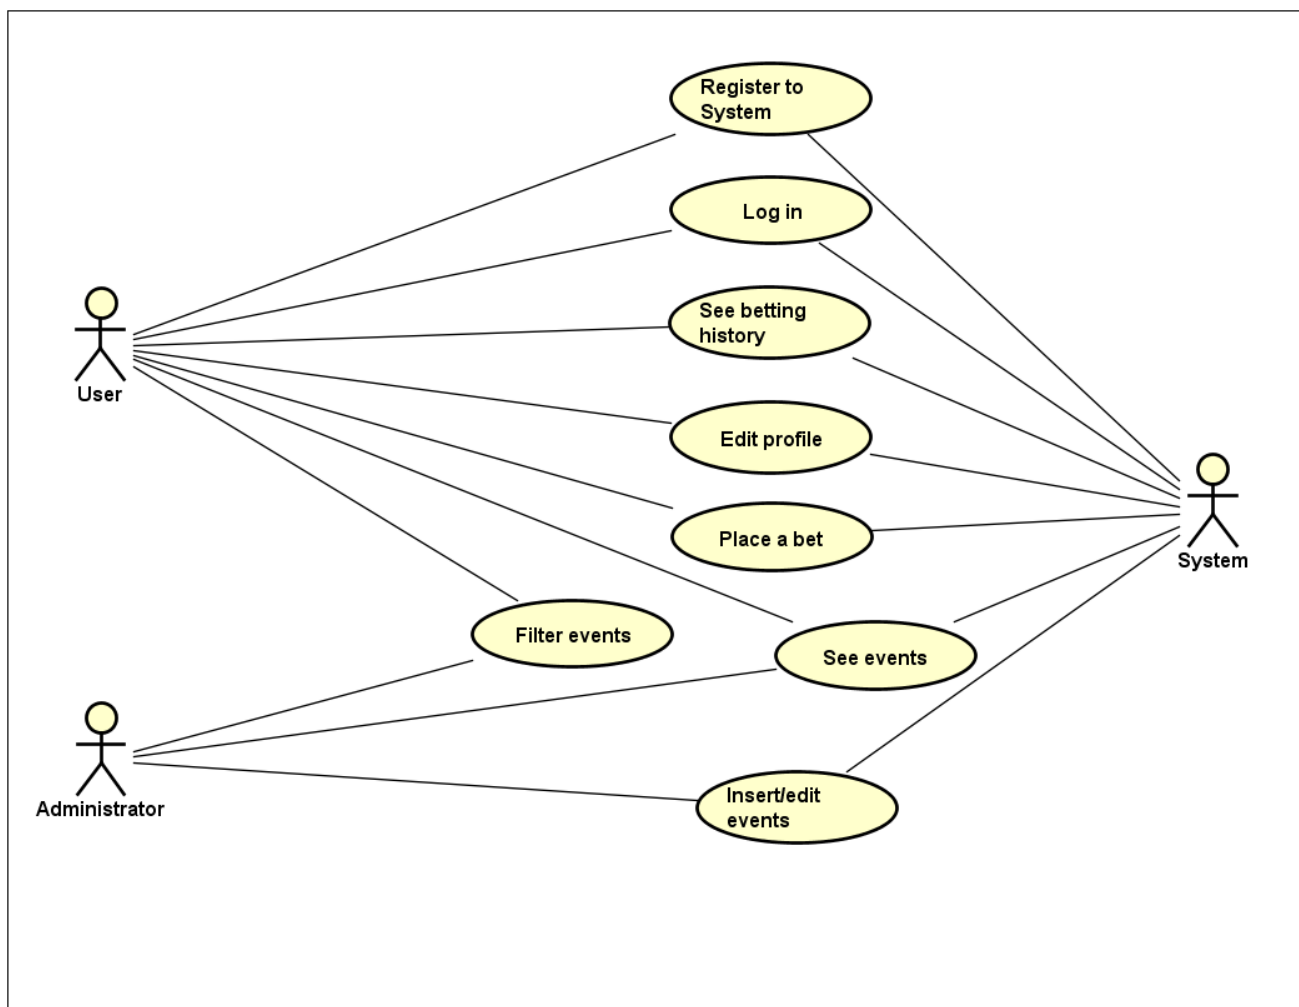 Register to
System
Log in
See betting
history
User
Edit profile
Place a bet
System
Filter events
See events
Administrator
Insert/edit
events